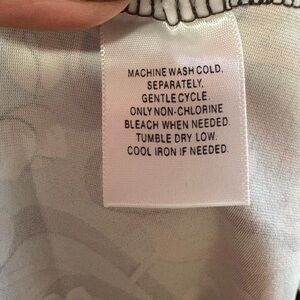 MACHINE WASH COLD.
SEPARATELY,
GENTLE CYCLE
ONLY NON-CHLORINE
BLEACH WHEN NEEDED.
TUMBLE DRY LOW.
COOL IRON IF NEEDED.